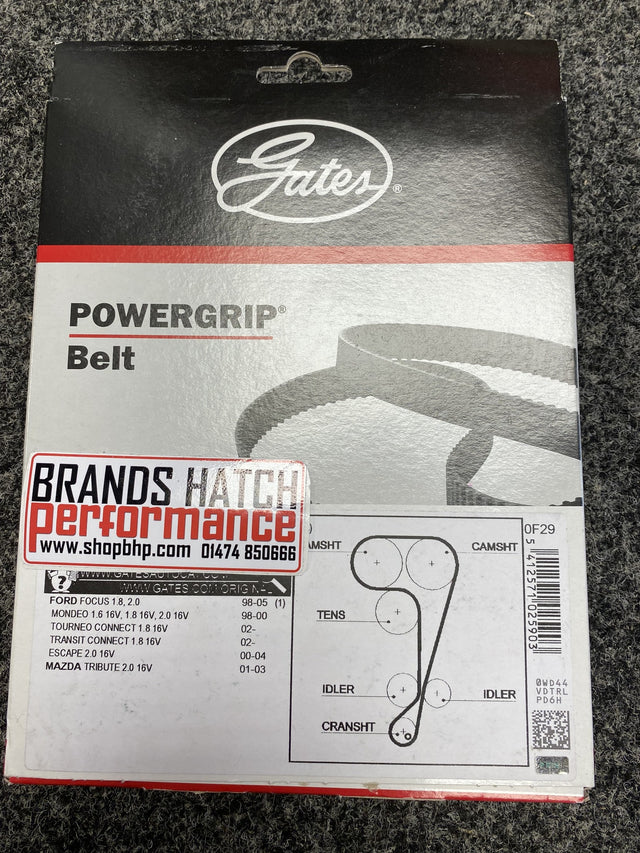 Gates®
POWERGRIP®
Belt
BRANDS HATCH
performance
www.shopbhp.com 01474 850666
WWW.GATES.COM/ORIGINAL
FORD FOCUS 1.8, 2.0 98-05 (1)
MONDEO 1.6 16V, 1.8 16V, 2.0 16V 98-00
TOURNEO CONNECT 1.8 16V 02-
TRANSIT CONNECT 1.8 16V 02-
ESCAPE 2.0 16V 00-04
MAZDA TRIBUTE 2.0 16V 01-03
AMSHT
CAMSHT
TENS
IDLER
IDLER
CRANSHT
0F29
5 412571 025903
0WD44
VDTRL
PD6H